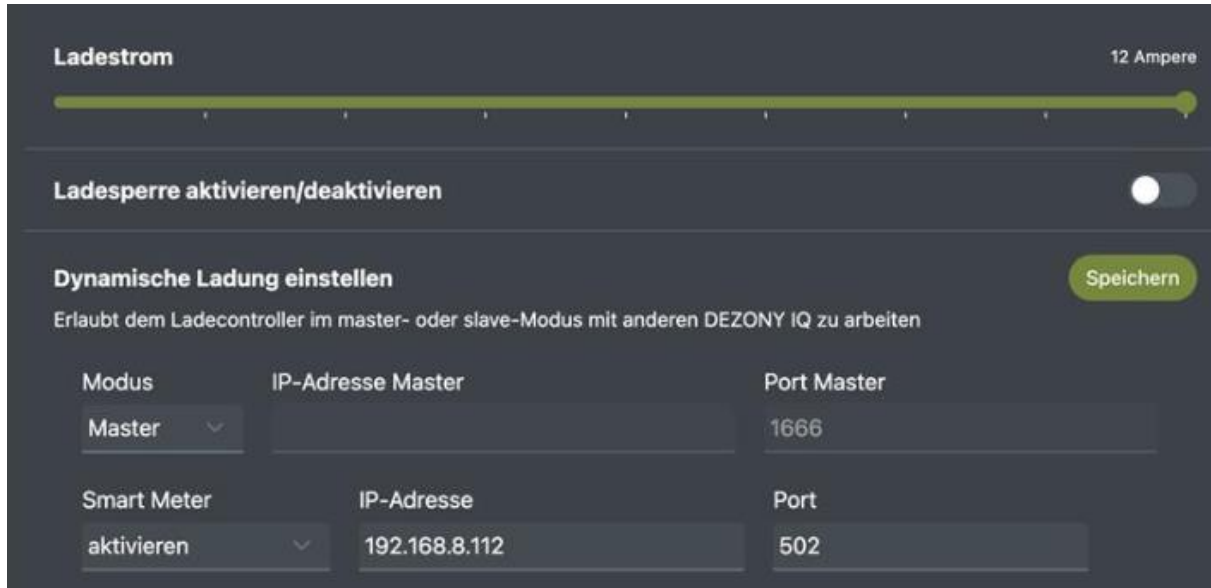 Ladestrom 12 Ampere
Ladesperre aktivieren/deaktivieren
Dynamische Ladung einstellen Speichern
Erlaubt dem Ladecontroller im master- oder slave-Modus mit anderen DEZONY IQ zu arbeiten
Modus IP-Adresse Master Port Master
Master 1666
Smart Meter IP-Adresse Port
aktivieren 192.168.8.112 502